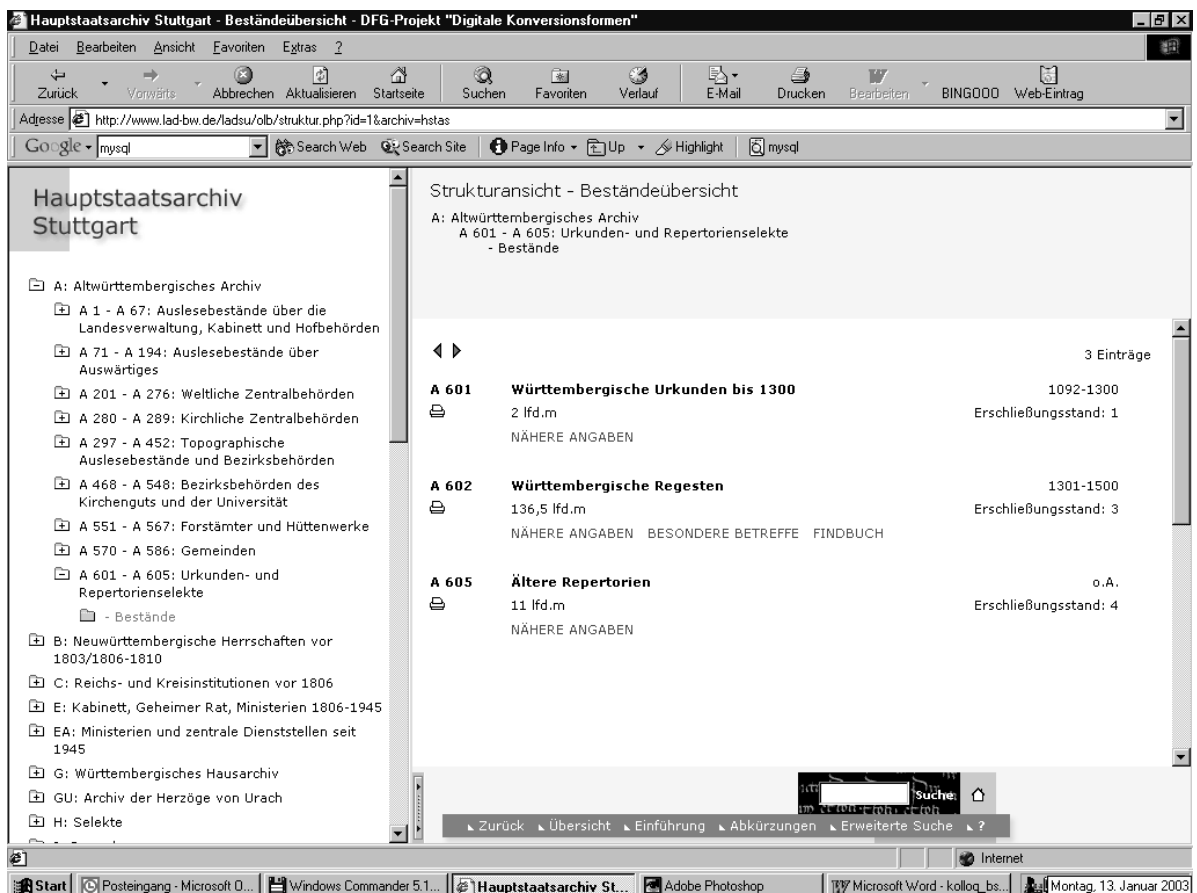 Hauptstaatsarchiv Stuttgart - Beständeübersicht - DFG-Projekt "Digitale Konversionsformen"
Datei Bearbeiten Ansicht Favoriten Extras ?
Zurück Vorwärts Abbrechen Aktualisieren Startseite Suchen Favoriten Verlauf E-Mail Drucken Bearbeiten BINGOOO Web-Eintrag
Adresse http://www.lad-bw.de/ladsu/olb/struktur.php?id=1&archiv=hstas
Google mysql Search Web Search Site Page Info Up Highlight mysql
Hauptstaatsarchiv
Stuttgart
A: Altwürttembergisches Archiv
A 1 - A 67: Auslesebestände über die
Landesverwaltung, Kabinett und Hofbehörden
A 71 - A 194: Auslesebestände über
Auswärtiges
A 201 - A 276: Weltliche Zentralbehörden
A 280 - A 289: Kirchliche Zentralbehörden
A 297 - A 452: Topographische
Auslesebestände und Bezirksbehörden
A 468 - A 548: Bezirksbehörden des
Kirchenguts und der Universität
A 551 - A 567: Forstämter und Hüttenwerke
A 570 - A 586: Gemeinden
A 601 - A 605: Urkunden- und
Repertorienselekte
- Bestände
B: Neuwürttembergische Herrschaften vor
1803/1806-1810
C: Reichs- und Kreisinstitutionen vor 1806
E: Kabinett, Geheimer Rat, Ministerien 1806-1945
EA: Ministerien und zentrale Dienststellen seit
1945
G: Württembergisches Hausarchiv
GU: Archiv der Herzöge von Urach
H: Selekte
Strukturansicht - Beständeübersicht
A: Altwürttembergisches Archiv
A 601 - A 605: Urkunden- und Repertorienselekte
- Bestände
3 Einträge
A 601 Württembergische Urkunden bis 1300 1092-1300
2 lfd.m Erschließungsstand: 1
NÄHERE ANGABEN
A 602 Württembergische Regesten 1301-1500
136,5 lfd.m Erschließungsstand: 3
NÄHERE ANGABEN BESONDERE BETREFFE FINDBUCH
A 605 Ältere Repertorien o.A.
11 lfd.m Erschließungsstand: 4
NÄHERE ANGABEN
Suche
Zurück Übersicht Einführung Abkürzungen Erweiterte Suche ?
Internet
Start Posteingang - Microsoft O... Windows Commander 5.1... Hauptstaatsarchiv St... Adobe Photoshop Microsoft Word - kolloq_bs... Montag, 13. Januar 2003